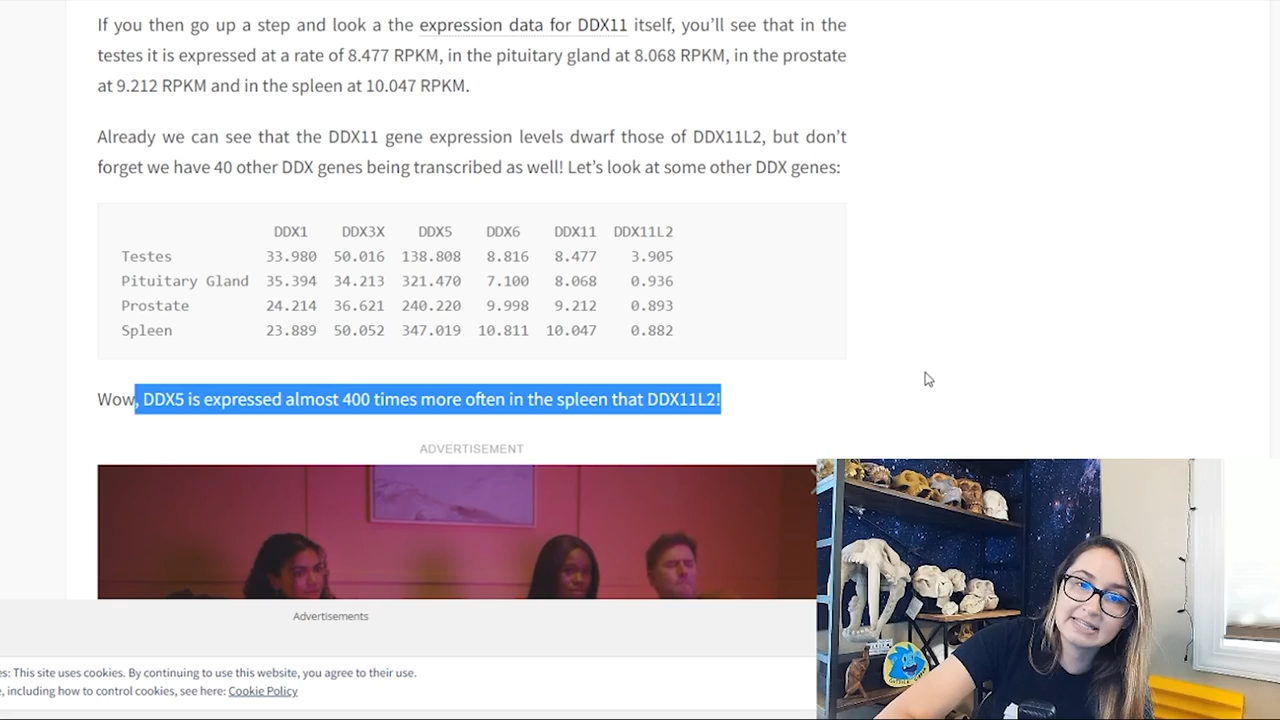 If you then go up a step and look a the expression data for DDX11 itself, you'll see that in the
testes it is expressed at a rate of 8.477 RPKM, in the pituitary gland at 8.068 RPKM, in the prostate
at 9.212 RPKM and in the spleen at 10.047 RPKM.
Already we can see that the DDX11 gene expression levels dwarf those of DDX11L2, but don't
forget we have 40 other DDX genes being transcribed as well! Let's look at some other DDX genes:
DDX1 DDX3X DDX5 DDX6 DDX11 DDX11L2
Testes 33.980 50.016 138.808 8.816 8.477 3.905
Pituitary Gland 35.394 34.213 321.470 7.100 8.068 0.936
Prostate 24.214 36.621 240.220 9.998 9.212 0.893
Spleen 23.889 50.052 347.019 10.811 10.047 0.882
Wow, DDX5 is expressed almost 400 times more often in the spleen that DDX11L2!
ADVERTISEMENT
Advertisements
es: This site uses cookies. By continuing to use this website, you agree to their use.
, including how to control cookies, see here: Cookie Policy